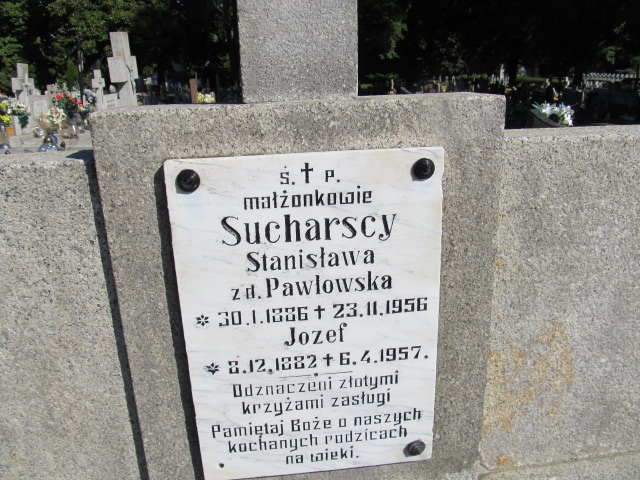 Ś. † P.
małżonkowie
Sucharscy
Stanisława
z d. Pawłowska
* 30.1.1886 † 23.11.1956
Jozef
* 8.12.1882 † 6.4.1957.
Odznaczeni złotymi
krzyżami zasługi
Pamiętaj Boże o naszych
kochanych rodzicach
na wieki.